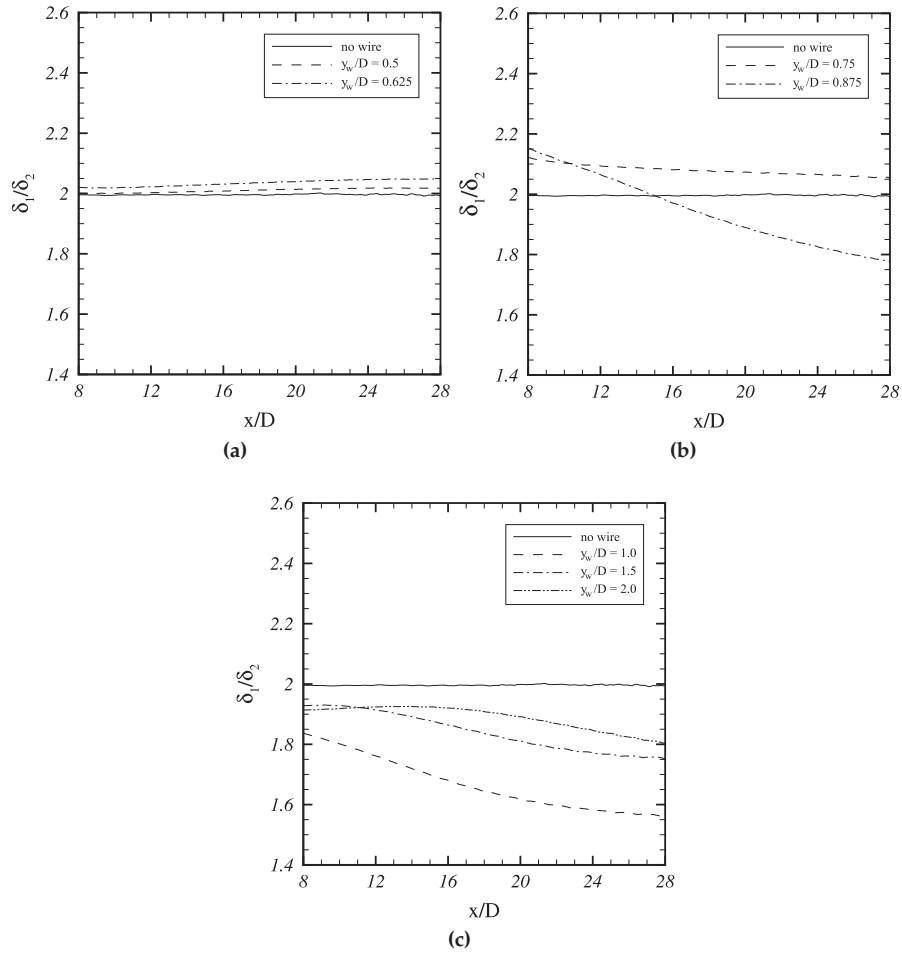 2.6
2.4
2.2
2
1.8
1.6
1.4
δ1/δ2
no wire
yw/D = 0.5
yw/D = 0.625
8 12 16 20 24 28
x/D
(a)
2.6
2.4
2.2
2
1.8
1.6
1.4
δ1/δ2
no wire
yw/D = 0.75
yw/D = 0.875
8 12 16 20 24 28
x/D
(b)
2.6
2.4
2.2
2
1.8
1.6
1.4
δ1/δ2
no wire
yw/D = 1.0
yw/D = 1.5
yw/D = 2.0
8 12 16 20 24 28
x/D
(c)